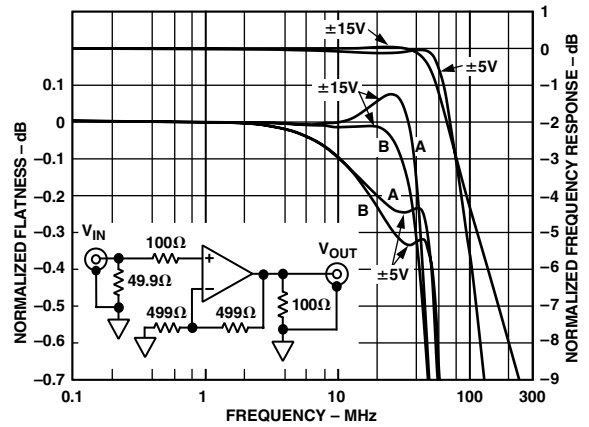 1
0
–1
–2
–3
–4
–5
–6
–7
–8
–9
NORMALIZED FREQUENCY RESPONSE – dB
0.1
0
–0.1
–0.2
–0.3
–0.4
–0.5
–0.6
–0.7
NORMALIZED FLATNESS – dB
±15V
±5V
±15V
B
A
A
B
±5V
VIN
100Ω
49.9Ω
+
–
VOUT
100Ω
499Ω
499Ω
0.1
1
10
100
300
FREQUENCY – MHz